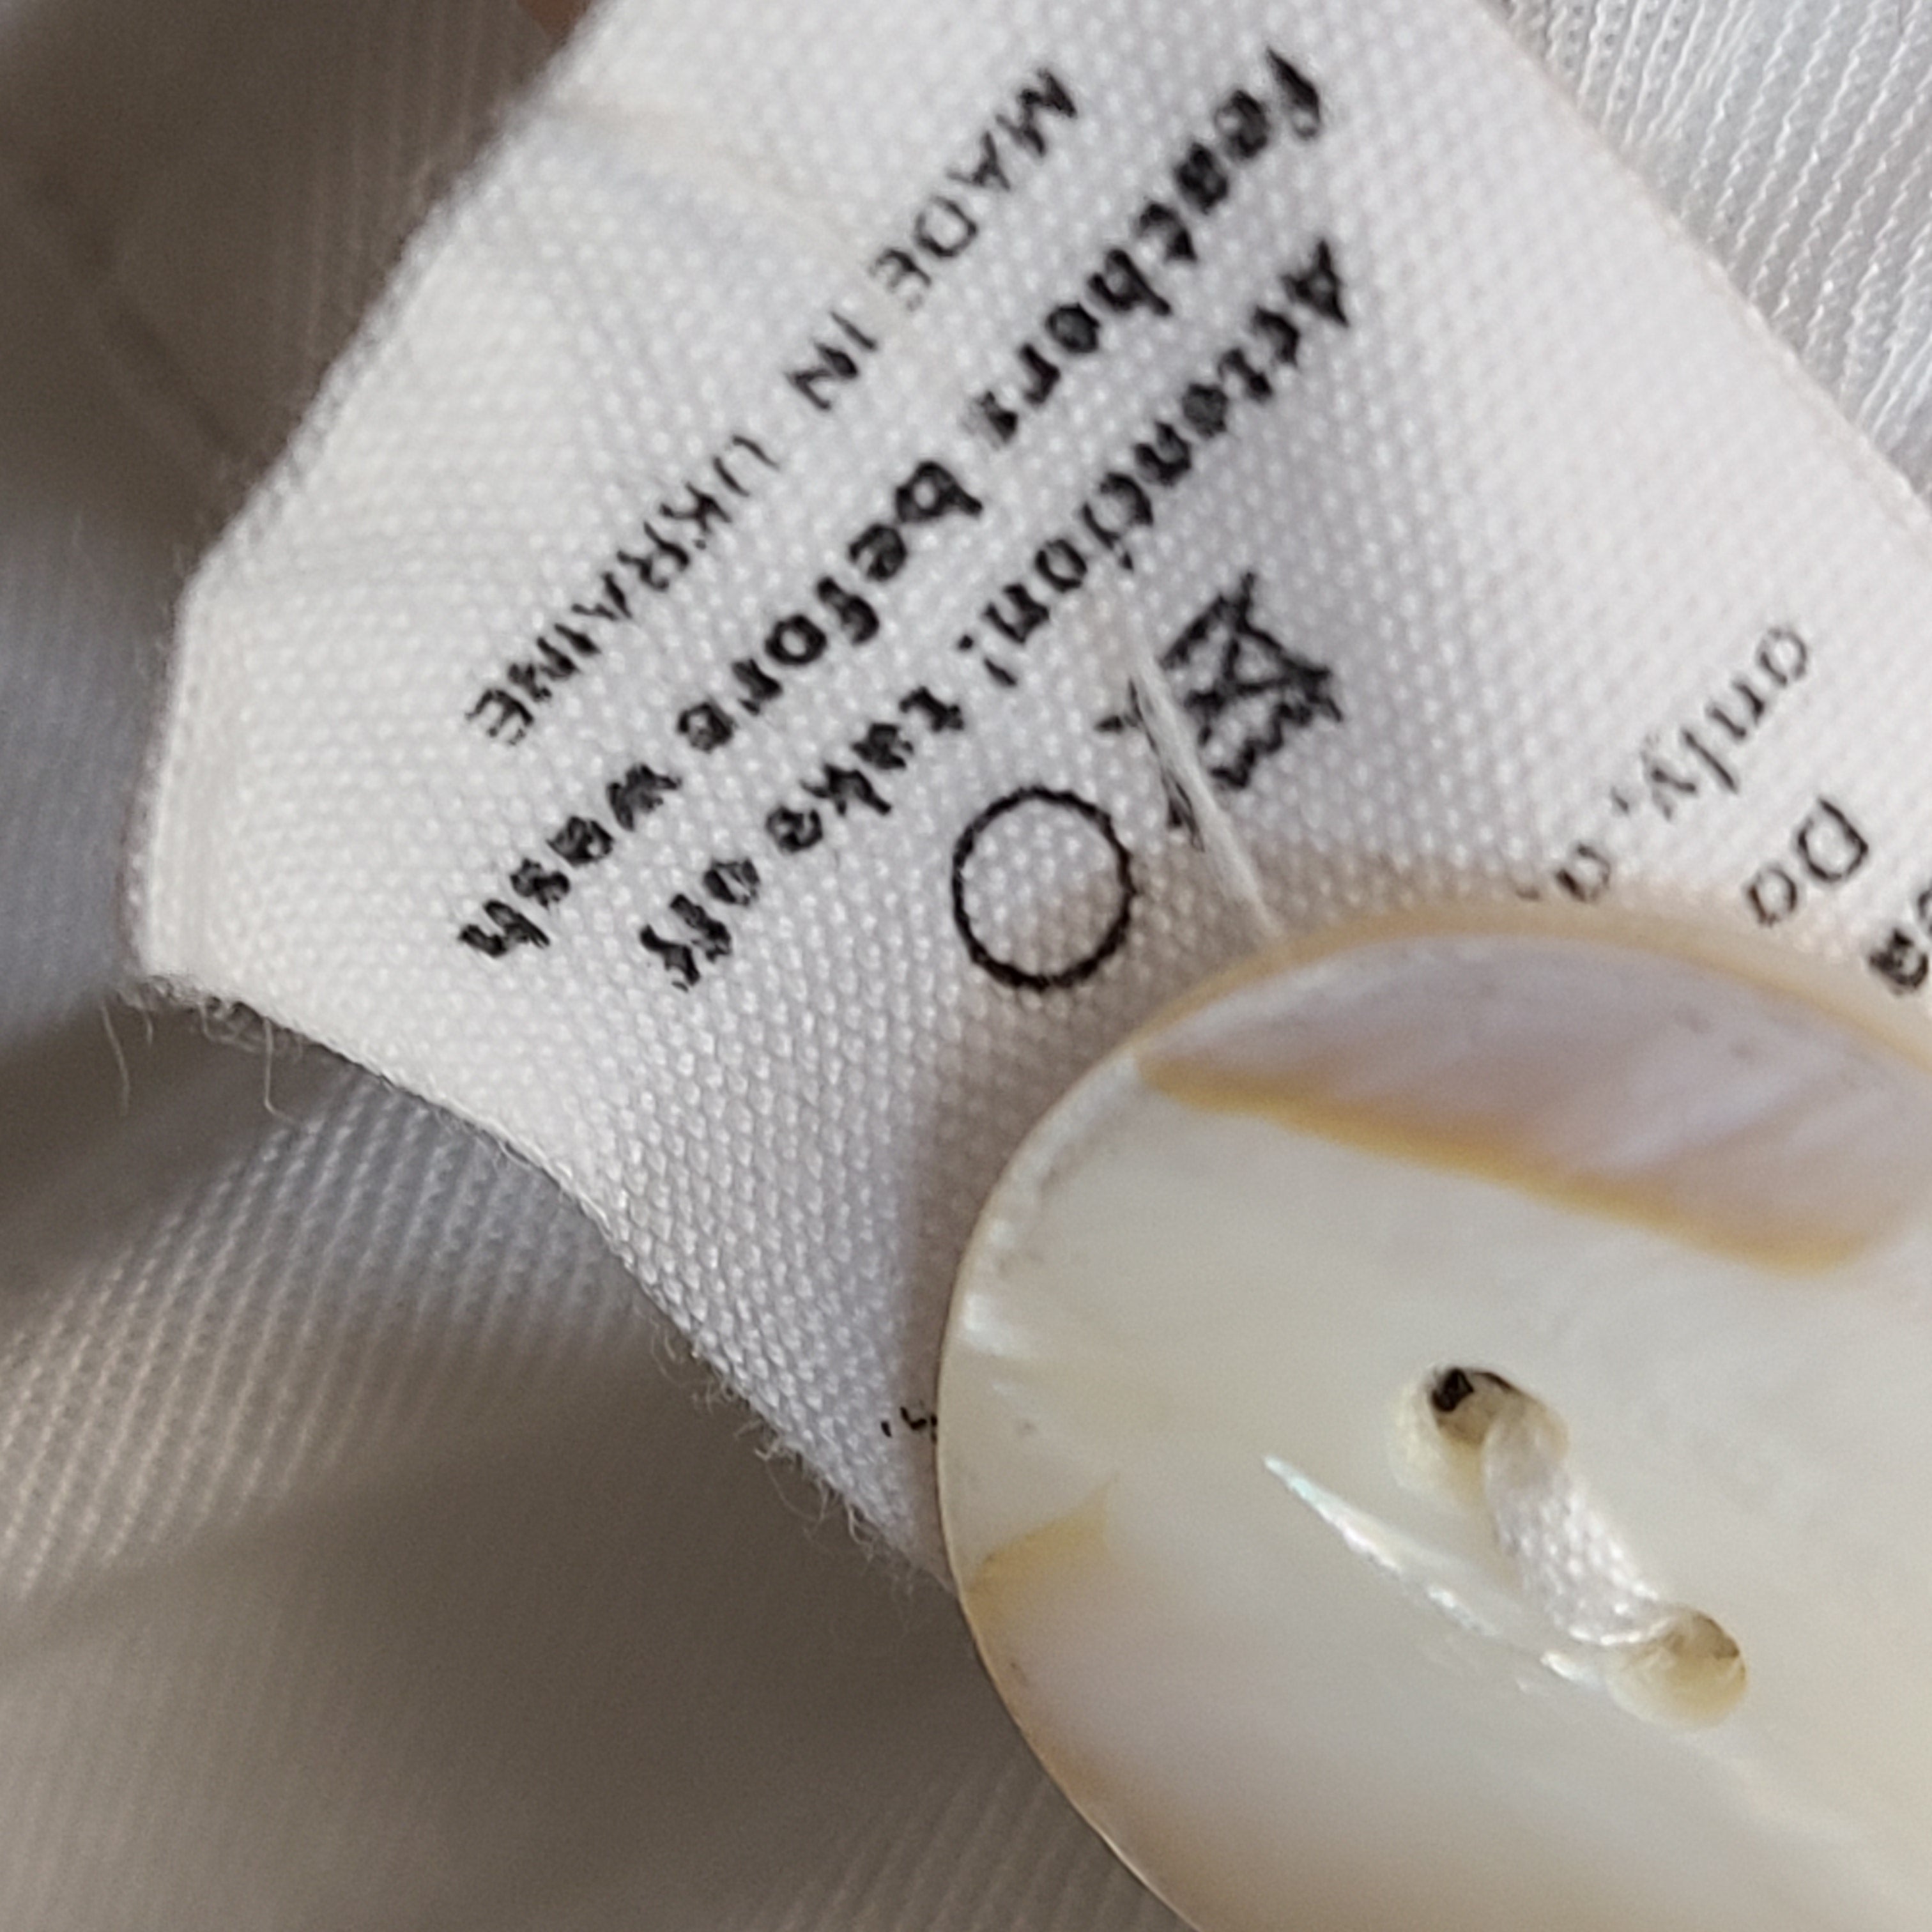 Do
only,
Attention! take off
feathers before wash
MADE IN UKRAINE